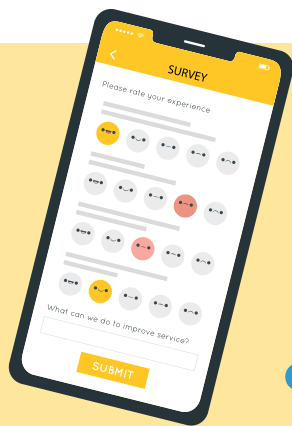 SURVEY
Please rate your experience
What can we do to improve service?
SUBMIT